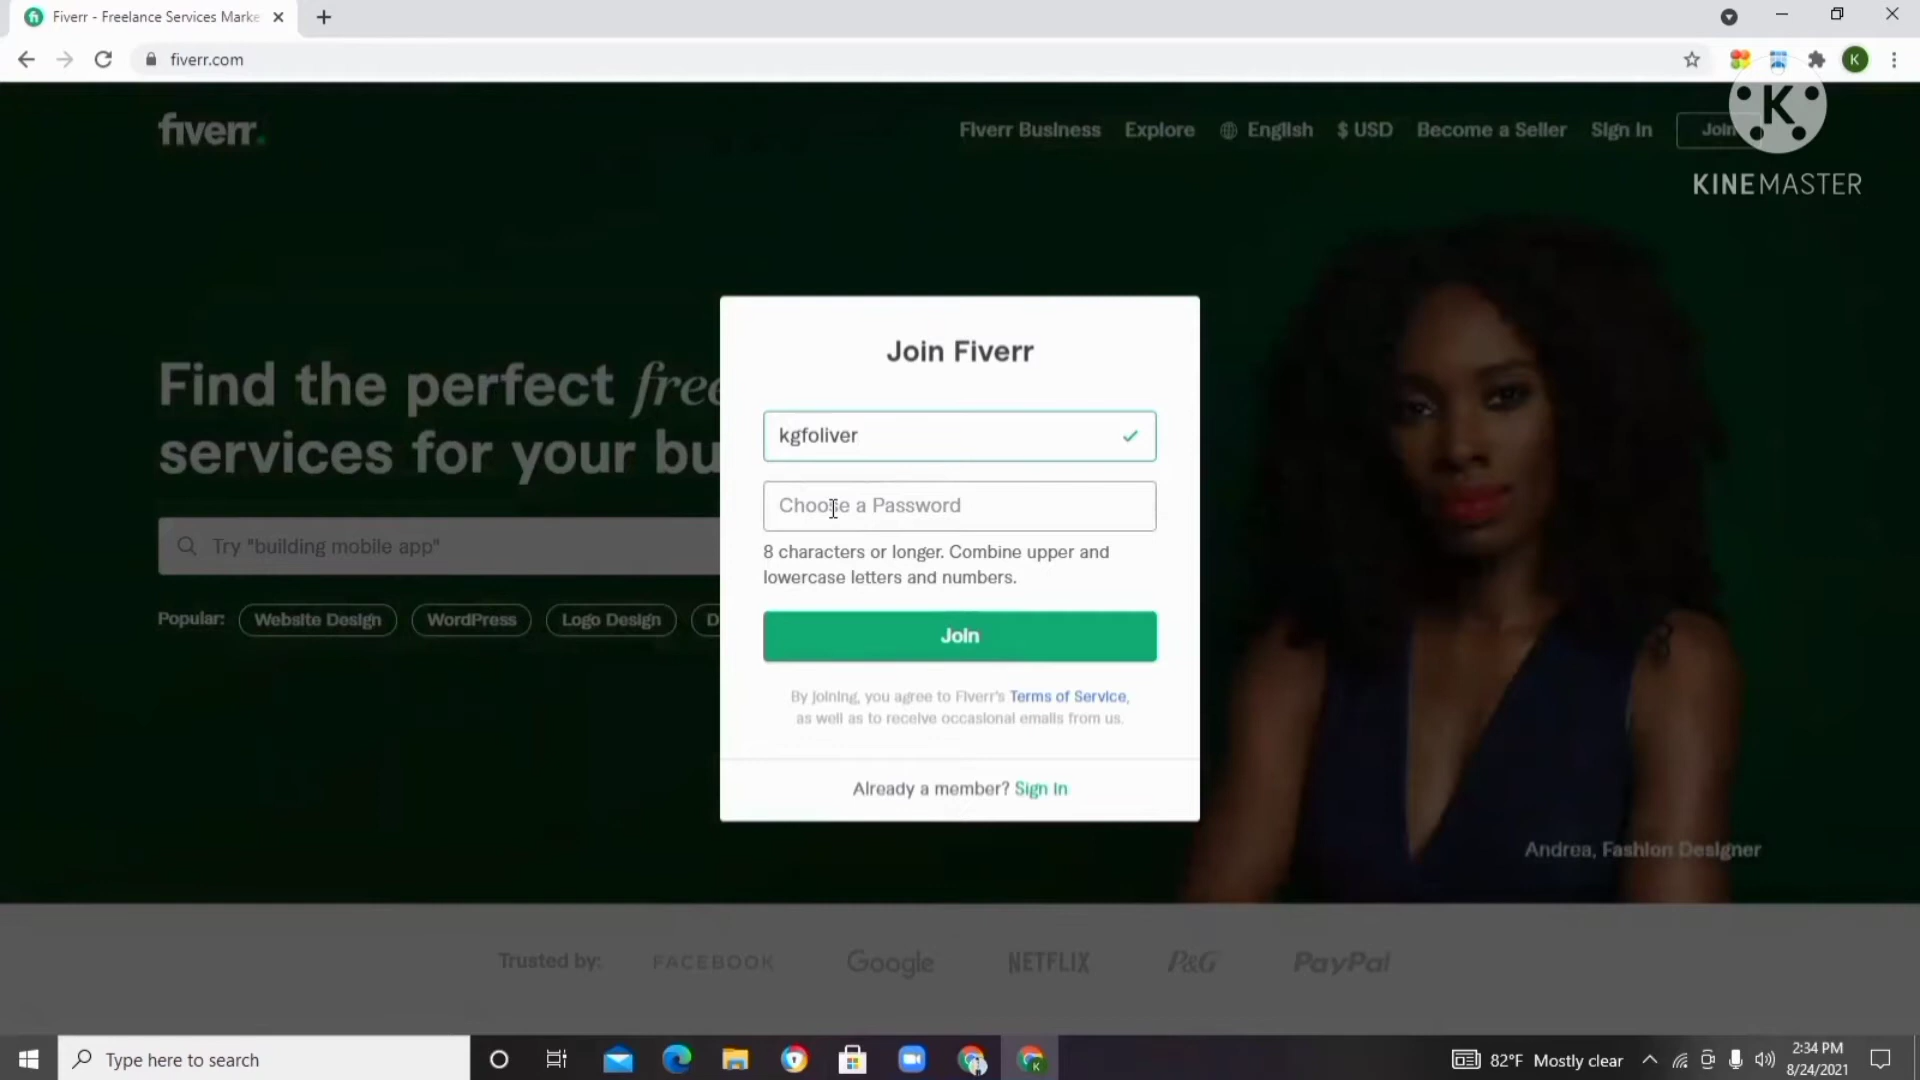 Fiverr - Freelance Services Marke
fiverr.com
K
fiverr.
Fiverr Business
Explore
English
$ USD
Become a Seller
Sign In
Join
K
KINEMASTER
Find the perfect free
services for your bu
Try "building mobile app"
Popular:
Website Design
WordPress
Logo Design
D
Join Fiverr
kgfoliver
Choose a Password
8 characters or longer. Combine upper and
lowercase letters and numbers.
Join
By joining, you agree to Fiverr's Terms of Service,
as well as to receive occasional emails from us.
Already a member? Sign In
Andrea, Fashion Designer
Trusted by:
FACEBOOK
Google
NETFLIX
P&G
PayPal
Type here to search
82°F Mostly clear
2:34 PM
8/24/2021